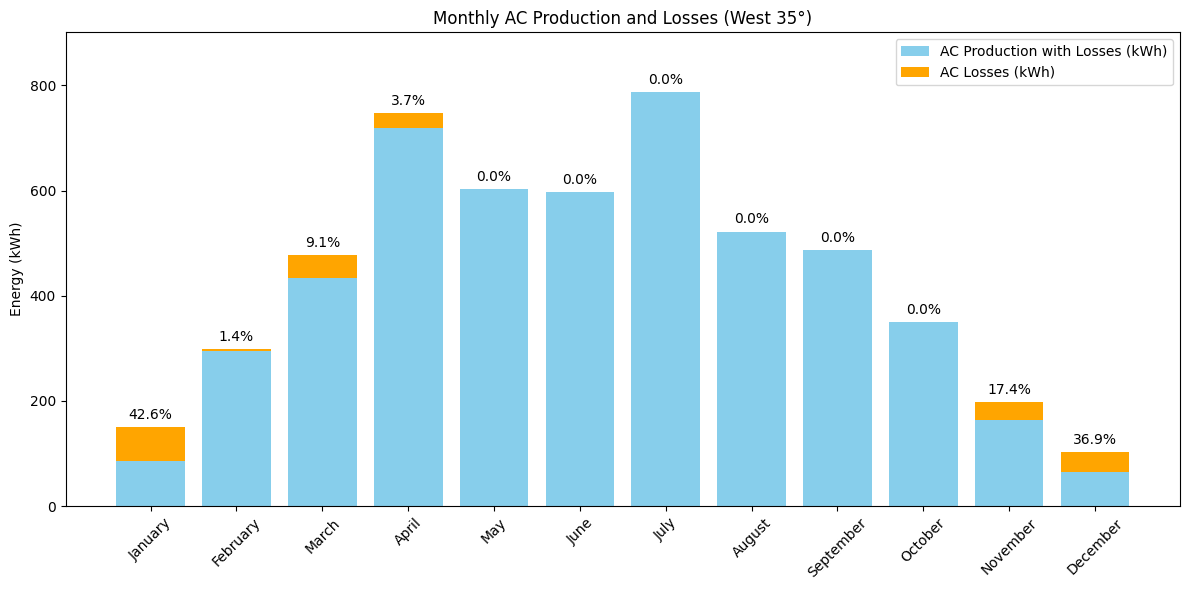 Monthly AC Production and Losses (West 35°)
AC Production with Losses (kWh)
AC Losses (kWh)
Energy (kWh)
800
600
400
200
0
42.6%
1.4%
9.1%
3.7%
0.0%
0.0%
0.0%
0.0%
0.0%
0.0%
17.4%
36.9%
January
February
March
April
May
June
July
August
September
October
November
December